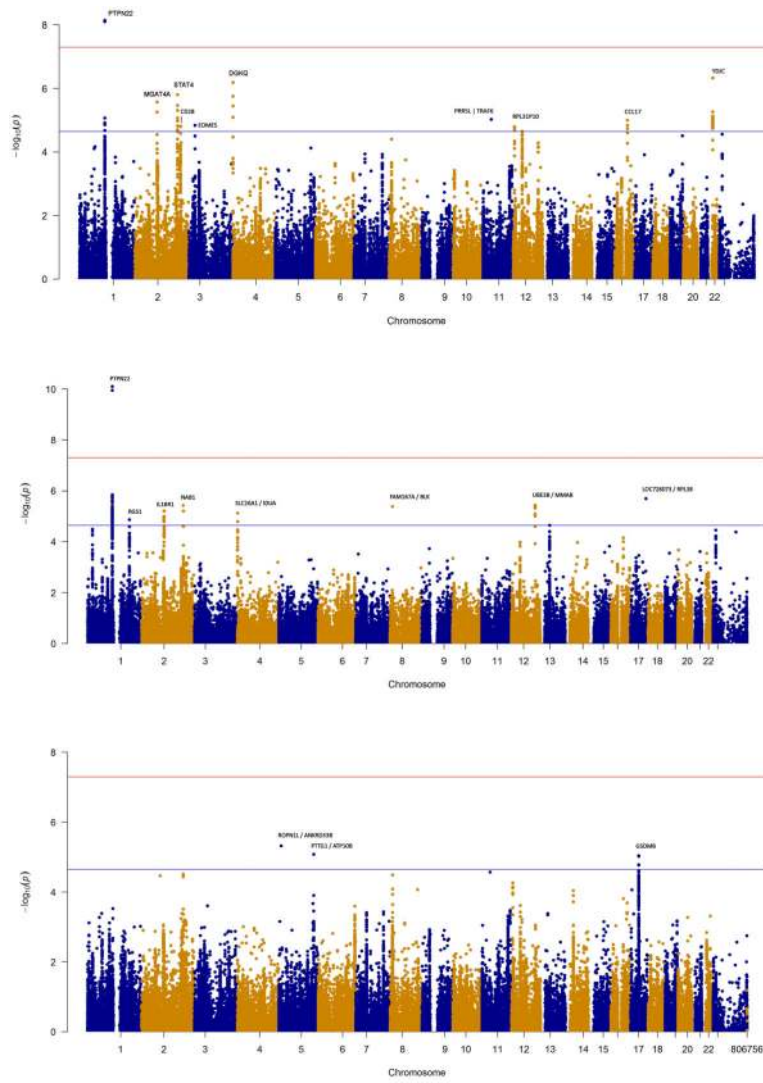 PTPN22
8
YDJC
DGKQ
STAT4
MGAT4A
6
PRR5L | TRAF6
CD28
RPL21P10
CCL17
EOMES
−log₁₀(p)
4
2
0
1 2 3 4 5 6 7 8 9 10 11 12 13 14 15 17 18 20 22
Chromosome
PTPN22
10
8
LOC728073 / RPL38
6
NAB1
IL18R1
SLC26A1 / IDUA
FAM167A / BLK
UBE3B / MMAB
RGS1
−log₁₀(p)
4
2
0
1 2 3 4 5 6 7 8 9 10 11 12 13 14 15 17 18 20 22
Chromosome
8
6
ROPN1L / ANKRD33B
PTTG1 / ATP10B
GSDMB
−log₁₀(p)
4
2
0
1 2 3 4 5 6 7 8 9 10 11 12 13 14 15 17 18 20 22 806756
Chromosome